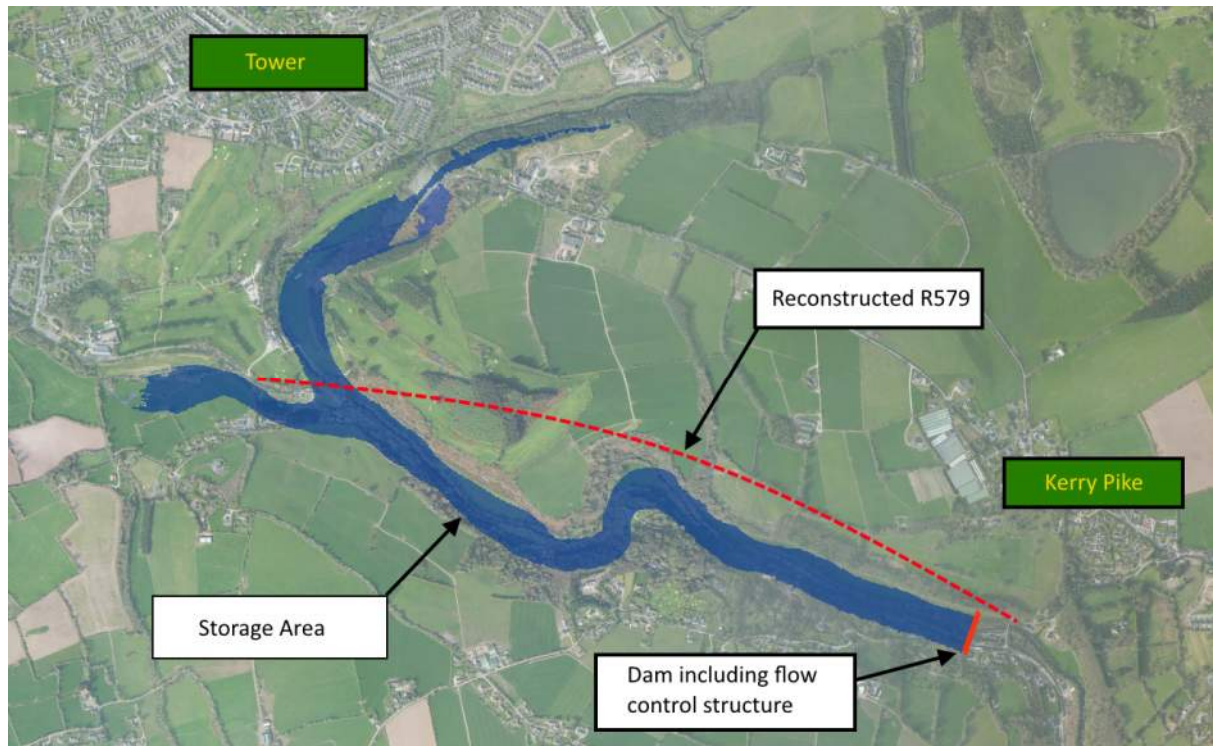 Tower
Reconstructed R579
Kerry Pike
Storage Area
Dam including flow
control structure